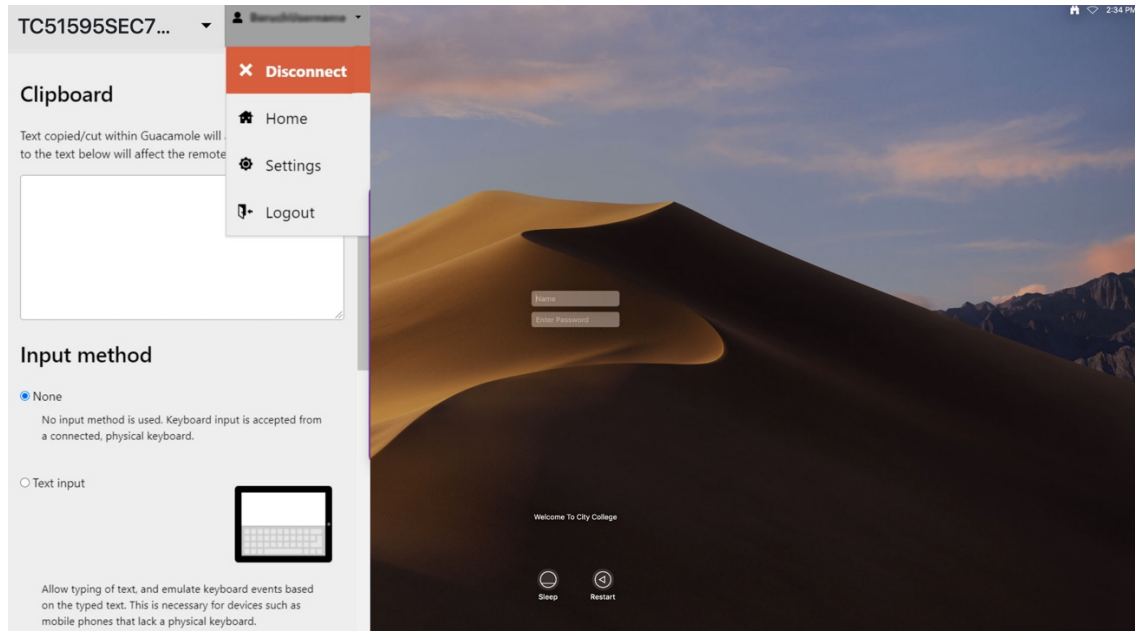 TC51595SEC7...
Disconnect
Clipboard
Home
Text copied/cut within Guacamole will
to the text below will affect the remote
Settings
Logout
Input method
None
No input method is used. Keyboard input is accepted from
a connected, physical keyboard.
Text input
Allow typing of text, and emulate keyboard events based
on the typed text. This is necessary for devices such as
mobile phones that lack a physical keyboard.
2:34 PM
Name
Enter Password
Welcome To City College
Sleep Restart